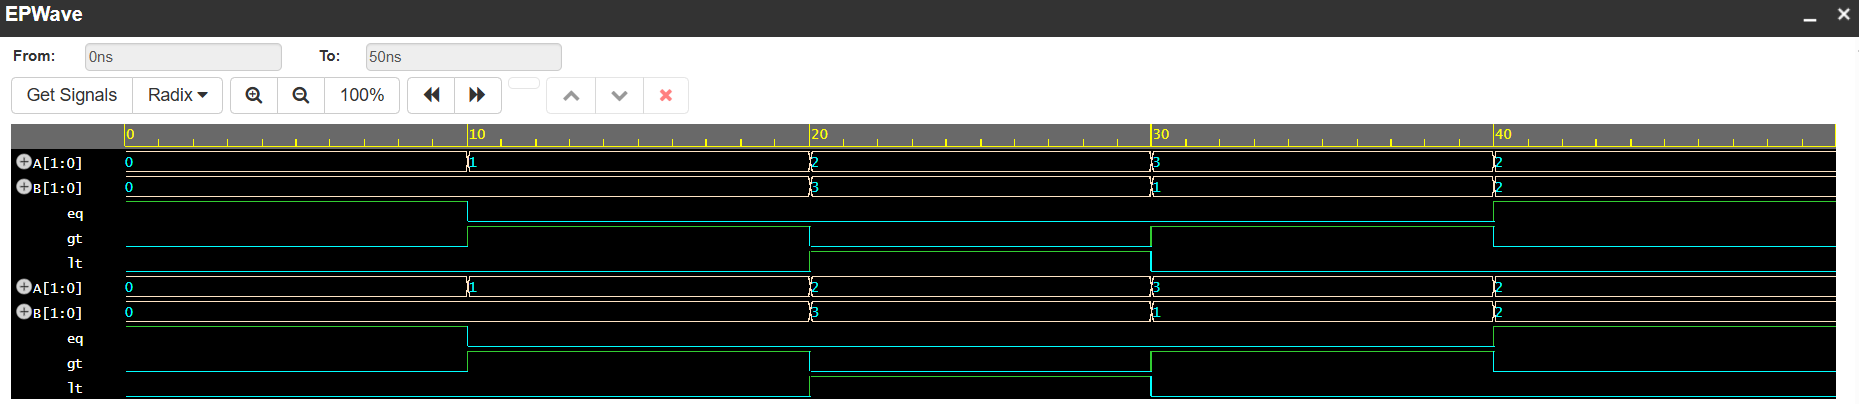 EPWave
From: 0ns To: 50ns
Get Signals Radix 100%
0 10 20 30 40
A[1:0] 0 1 2 3 2
B[1:0] 0 3 1 2
eq
gt
lt
A[1:0] 0 1 2 3 2
B[1:0] 0 3 1 2
eq
gt
lt